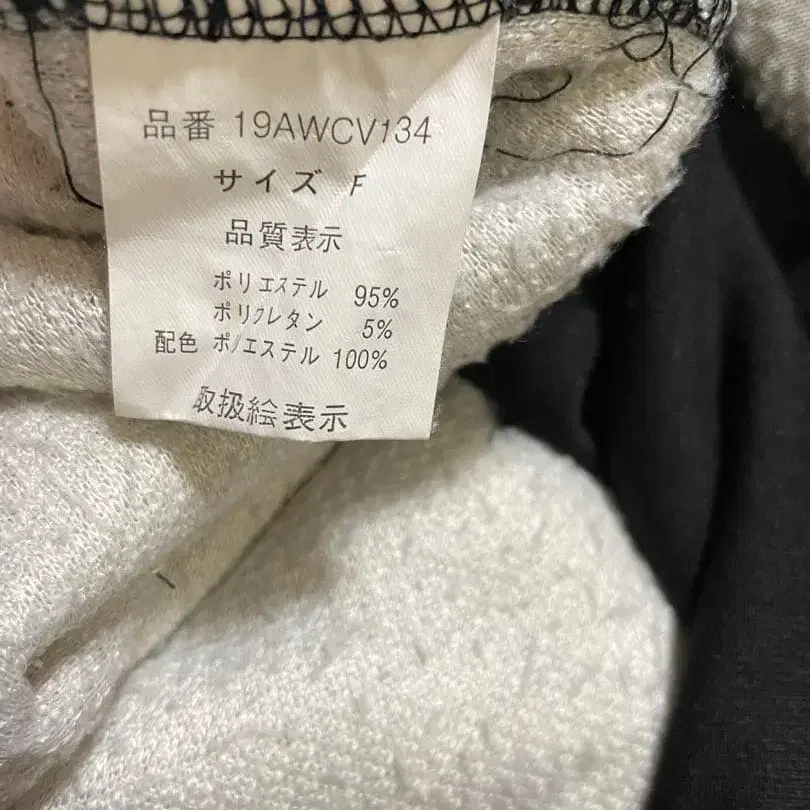 品番 19AWCV134
サイズ F
品質表示
ポリエステル 95%
ポリウレタン 5%
配色 ポリエステル 100%
取扱絵表示